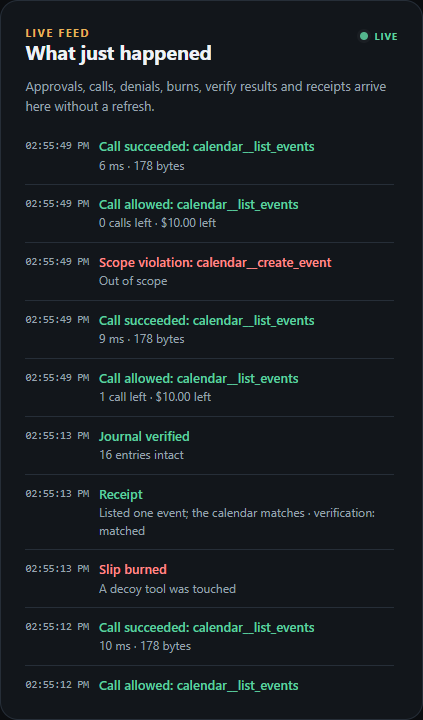 LIVE FEED
LIVE
What just happened
Approvals, calls, denials, burns, verify results and receipts arrive
here without a refresh.
02:55:49 PM Call succeeded: calendar__list_events
6 ms · 178 bytes
02:55:49 PM Call allowed: calendar__list_events
0 calls left · $10.00 left
02:55:49 PM Scope violation: calendar__create_event
Out of scope
02:55:49 PM Call succeeded: calendar__list_events
9 ms · 178 bytes
02:55:49 PM Call allowed: calendar__list_events
1 call left · $10.00 left
02:55:13 PM Journal verified
16 entries intact
02:55:13 PM Receipt
Listed one event; the calendar matches · verification:
matched
02:55:13 PM Slip burned
A decoy tool was touched
02:55:12 PM Call succeeded: calendar__list_events
10 ms · 178 bytes
02:55:12 PM Call allowed: calendar__list_events